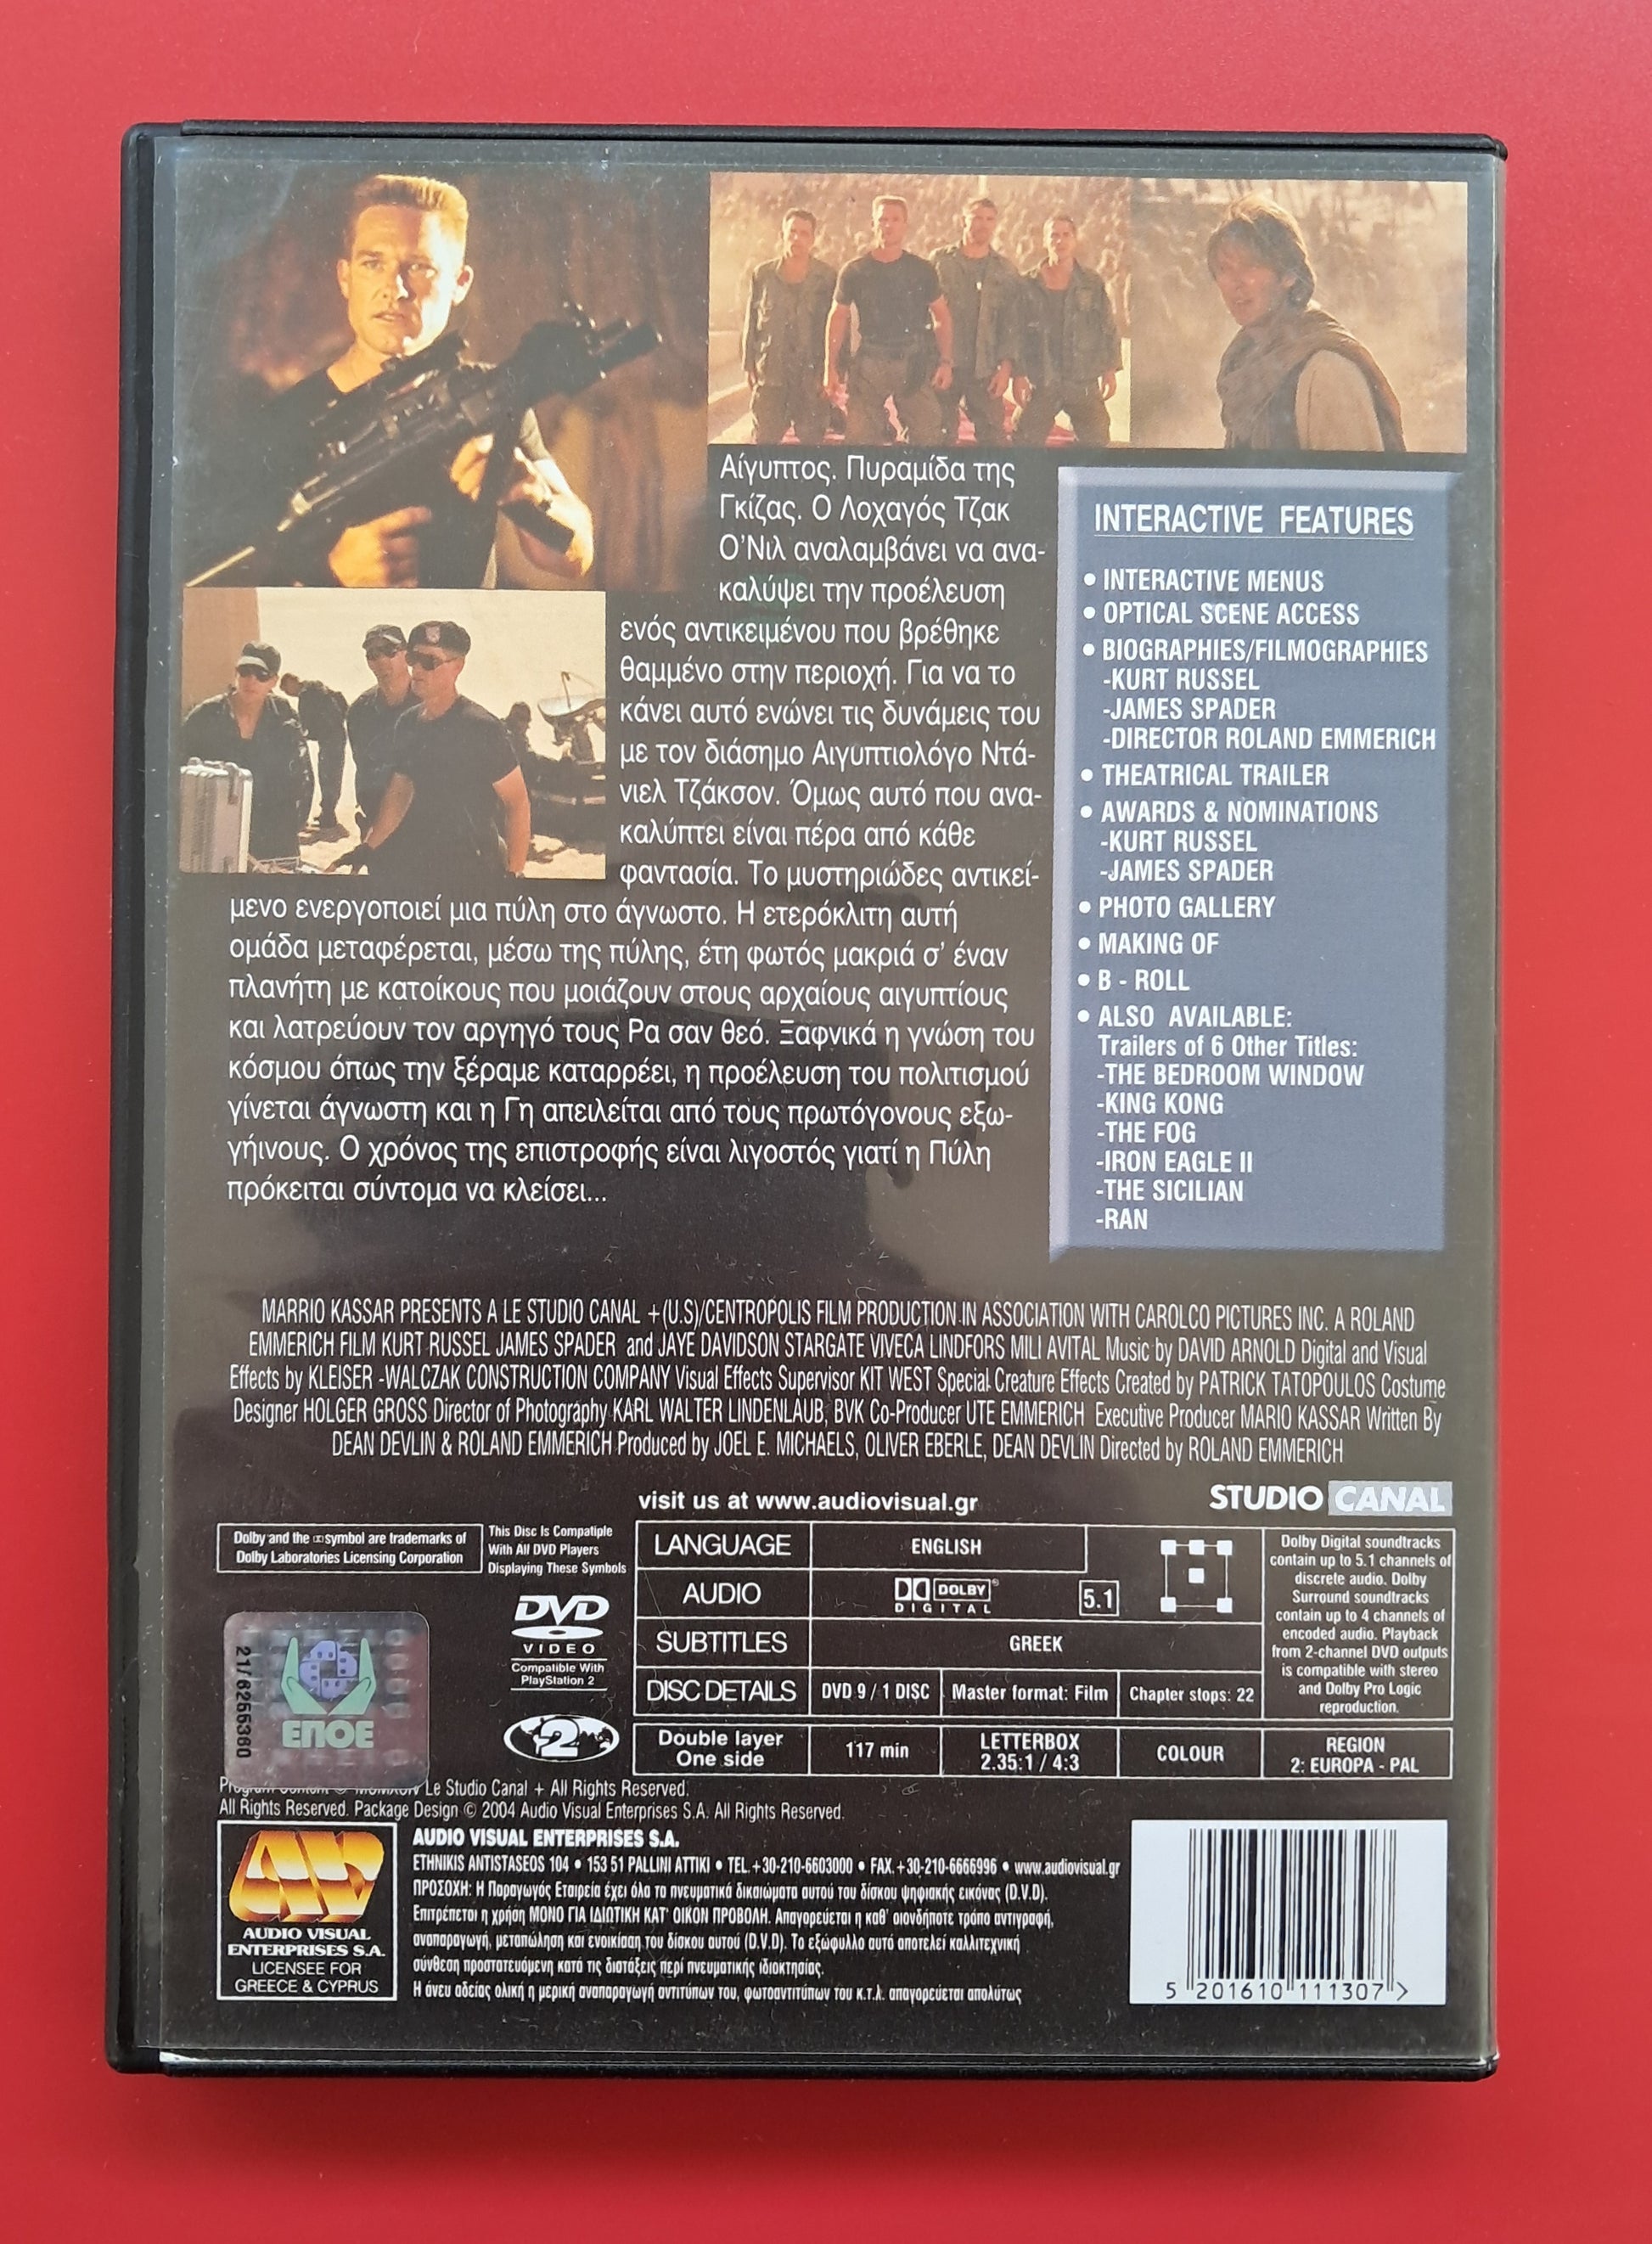 Αίγυπτος. Πυραμίδα της
Γκίζας. Ο Λοχαγός Τζακ
Ο'Νιλ αναλαμβάνει να ανα-
καλύψει την προέλευση
ενός αντικειμένου που βρέθηκε
θαμμένο στην περιοχή. Για να το
κάνει αυτό ενώνει τις δυνάμεις του
με τον διάσημο Αιγυπτιολόγο Ντά-
νιελ Τζάκσον. Όμως αυτό που ανα-
καλύπτει είναι πέρα από κάθε
φαντασία. Το μυστηριώδες αντικεί-
μενο ενεργοποιεί μια πύλη στο άγνωστο. Η ετερόκλιτη αυτή
ομάδα μεταφέρεται, μέσω της πύλης, έτη φωτός μακριά σ' έναν
πλανήτη με κατοίκους που μοιάζουν στους αρχαίους αιγυπτίους
και λατρεύουν τον αργηγό τους Ρα σαν θεό. Ξαφνικά η γνώση του
κόσμου όπως την ξέραμε καταρρέει, η προέλευση του πολιτισμού
γίνεται άγνωστη και η Γη απειλείται από τους πρωτόγονους εξω-
γήινους. Ο χρόνος της επιστροφής είναι λιγοστός γιατί η Πύλη
πρόκειται σύντομα να κλείσει...
INTERACTIVE FEATURES
• INTERACTIVE MENUS
• OPTICAL SCENE ACCESS
• BIOGRAPHIES/FILMOGRAPHIES
-KURT RUSSEL
-JAMES SPADER
-DIRECTOR ROLAND EMMERICH
• THEATRICAL TRAILER
• AWARDS & NOMINATIONS
-KURT RUSSEL
-JAMES SPADER
• PHOTO GALLERY
• MAKING OF
• B - ROLL
• ALSO AVAILABLE:
Trailers of 6 Other Titles:
-THE BEDROOM WINDOW
-KING KONG
-THE FOG
-IRON EAGLE II
-THE SICILIAN
-RAN
MARRIO KASSAR PRESENTS A LE STUDIO CANAL +(U.S)/CENTROPOLIS FILM PRODUCTION IN ASSOCIATION WITH CAROLCO PICTURES INC. A ROLAND
EMMERICH FILM KURT RUSSEL JAMES SPADER and JAYE DAVIDSON STARGATE VIVECA LINDFORS MILI AVITAL Music by DAVID ARNOLD Digital and Visual
Effects by KLEISER -WALCZAK CONSTRUCTION COMPANY Visual Effects Supervisor KIT WEST Special Creature Effects Created by PATRICK TATOPOULOS Costume
Designer HOLGER GROSS Director of Photography KARL WALTER LINDENLAUB, BVK Co-Producer UTE EMMERICH Executive Producer MARIO KASSAR Written By
DEAN DEVLIN & ROLAND EMMERICH Produced by JOEL E. MICHAELS, OLIVER EBERLE, DEAN DEVLIN Directed by ROLAND EMMERICH
visit us at www.audiovisual.gr
STUDIO CANAL
Dolby and the symbol are trademarks of
Dolby Laboratories Licensing Corporation
This Disc Is Compatiple
With All DVD Players
Displaying These Symbols
DVD
VIDEO
Compatible With
PlayStation 2
2
LANGUAGE
ENGLISH
AUDIO
DOLBY
DIGITAL
5.1
SUBTITLES
GREEK
DISC DETAILS
DVD 9 / 1 DISC
Master format: Film
Chapter stops: 22
Double layer
One side
117 min
LETTERBOX
2.35:1 / 4:3
COLOUR
REGION
2: EUROPA - PAL
Dolby Digital soundtracks
contain up to 5.1 channels of
discrete audio. Dolby
Surround soundtracks
contain up to 4 channels of
encoded audio. Playback
from 2-channel DVD outputs
is compatible with stereo
and Dolby Pro Logic
reproduction.
21/6255360
ΕΠΟΕ
Program Content © MCMXCIV Le Studio Canal + All Rights Reserved.
All Rights Reserved. Package Design © 2004 Audio Visual Enterprises S.A. All Rights Reserved.
AUDIO VISUAL
ENTERPRISES S.A.
LICENSEE FOR
GREECE & CYPRUS
AUDIO VISUAL ENTERPRISES S.A.
ETHNIKIS ANTISTASEOS 104 • 153 51 PALLINI ATTIKI • TEL. +30-210-6603000 • FAX. +30-210-6666996 • www.audiovisual.gr
ΠΡΟΣΟΧΗ: Η Παραγωγός Εταιρεία έχει όλα τα πνευματικά δικαιώματα αυτού του δίσκου ψηφιακής εικόνας (D.V.D).
Επιτρέπεται η χρήση ΜΟΝΟ ΓΙΑ ΙΔΙΩΤΙΚΗ ΚΑΤ' ΟΙΚΟΝ ΠΡΟΒΟΛΗ. Απαγορεύεται η καθ' οιονδήποτε τρόπο αντιγραφή,
αναπαραγωγή, μεταπώληση και ενοικίαση του δίσκου αυτού (D.V.D). Το εξώφυλλο αυτό αποτελεί καλλιτεχνική
σύνθεση προστατευόμενη κατά τις διατάξεις περί πνευματικής ιδιοκτησίας.
Η άνευ αδείας ολική η μερική αναπαραγωγή αντιτύπων του, φωτοαντιτύπων του κ.τ.λ. απαγορεύεται απολύτως
5 201610 111307 >